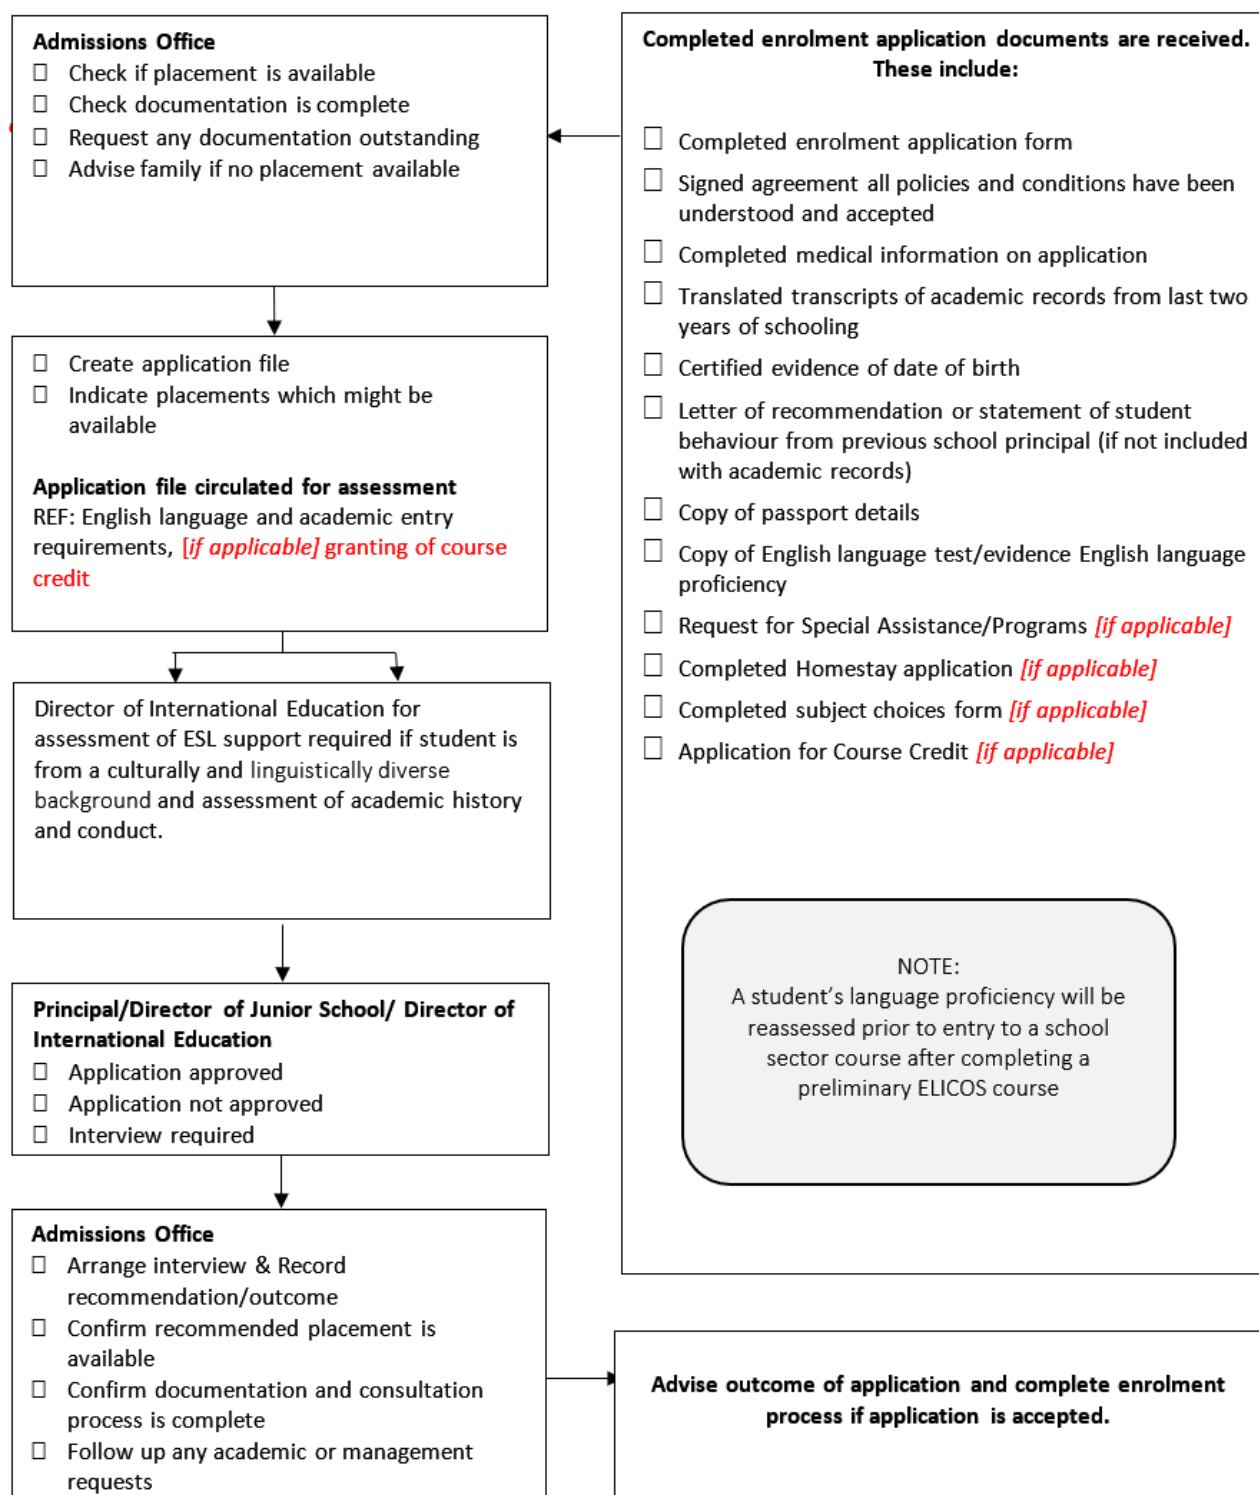 Completed enrolment application documents are received.
These include:
☐ Completed enrolment application form
☐ Signed agreement all policies and conditions have been
understood and accepted
☐ Completed medical information on application
☐ Translated transcripts of academic records from last two
years of schooling
☐ Certified evidence of date of birth
☐ Letter of recommendation or statement of student
behaviour from previous school principal (if not included
with academic records)
☐ Copy of passport details
☐ Copy of English language test/evidence English language
proficiency
☐ Request for Special Assistance/Programs [if applicable]
☐ Completed Homestay application [if applicable]
☐ Completed subject choices form [if applicable]
☐ Application for Course Credit [if applicable]
NOTE:
A student’s language proficiency will be
reassessed prior to entry to a school
sector course after completing a
preliminary ELICOS course
Admissions Office
☐ Check if placement is available
☐ Check documentation is complete
☐ Request any documentation outstanding
☐ Advise family if no placement available
☐ Create application file
☐ Indicate placements which might be
available
Application file circulated for assessment
REF: English language and academic entry
requirements, [if applicable] granting of course
credit
Director of International Education for
assessment of ESL support required if student is
from a culturally and linguistically diverse
background and assessment of academic history
and conduct.
Principal/Director of Junior School/ Director of
International Education
☐ Application approved
☐ Application not approved
☐ Interview required
Admissions Office
☐ Arrange interview & Record
recommendation/outcome
☐ Confirm recommended placement is
available
☐ Confirm documentation and consultation
process is complete
☐ Follow up any academic or management
requests
Advise outcome of application and complete enrolment
process if application is accepted.